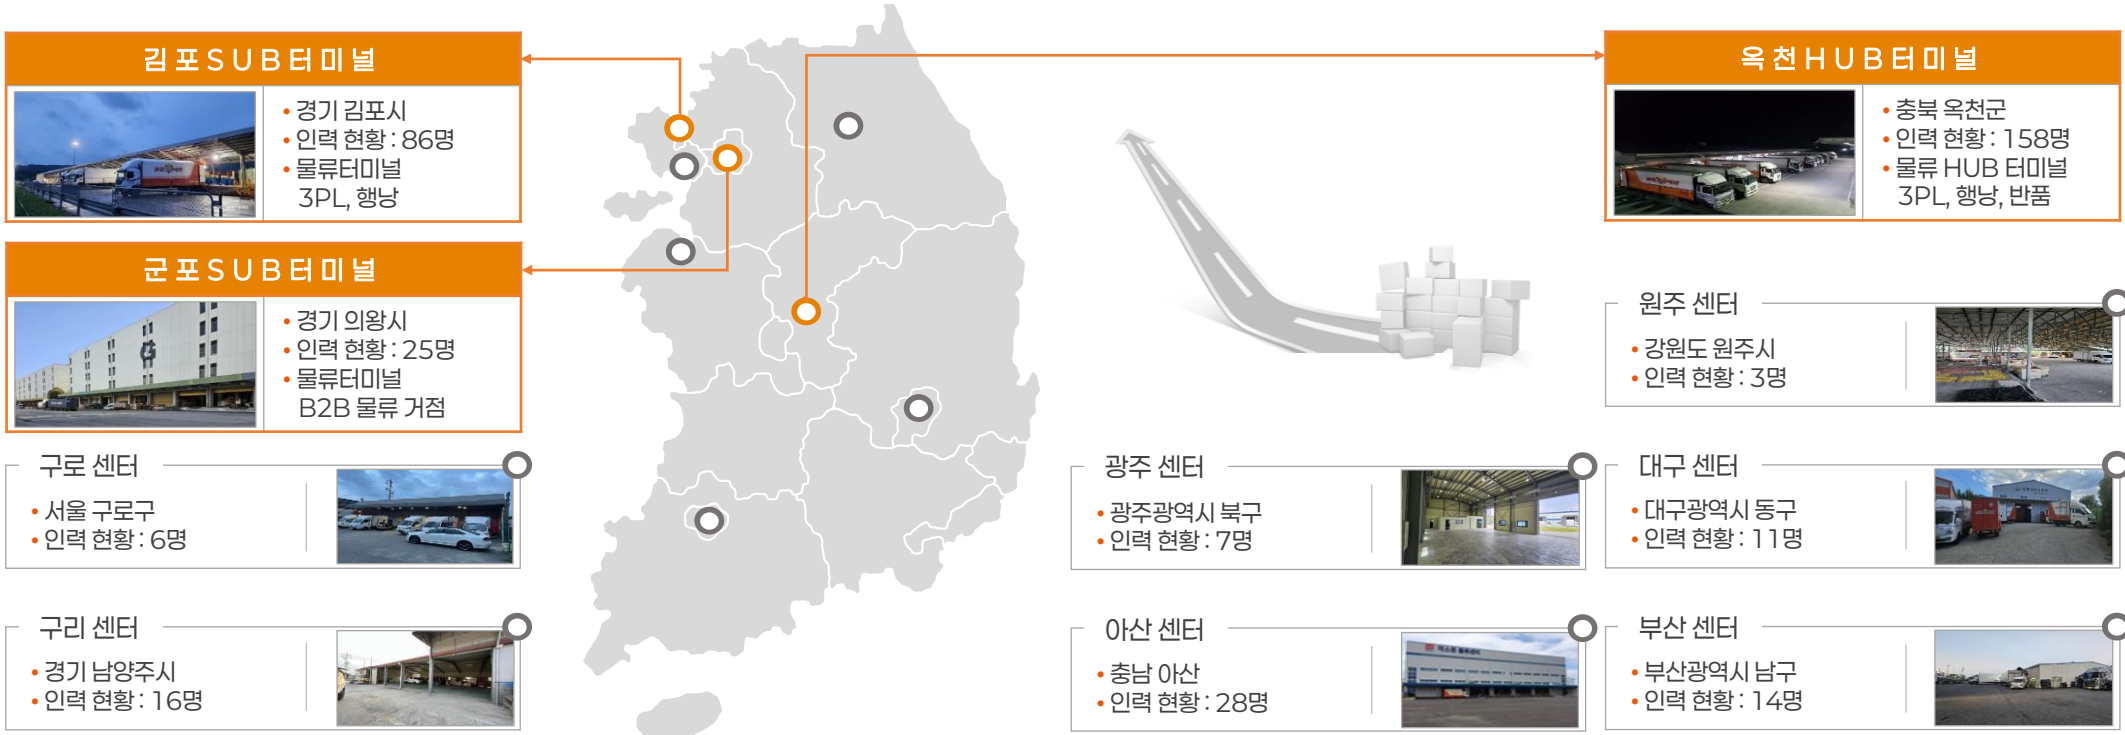 김포SUB터미널
• 경기 김포시
• 인력 현황 : 86명
• 물류터미널
3PL, 행낭
군포SUB터미널
• 경기 의왕시
• 인력 현황 : 25명
• 물류터미널
B2B 물류 거점
구로 센터
• 서울 구로구
• 인력 현황 : 6명
구리 센터
• 경기 남양주시
• 인력 현황 : 16명
옥천HUB터미널
• 충북 옥천군
• 인력 현황 : 158명
• 물류 HUB 터미널
3PL, 행낭, 반품
원주 센터
• 강원도 원주시
• 인력 현황 : 3명
광주 센터
• 광주광역시 북구
• 인력 현황 : 7명
대구 센터
• 대구광역시 동구
• 인력 현황 : 11명
아산 센터
• 충남 아산
• 인력 현황 : 28명
부산 센터
• 부산광역시 남구
• 인력 현황 : 14명